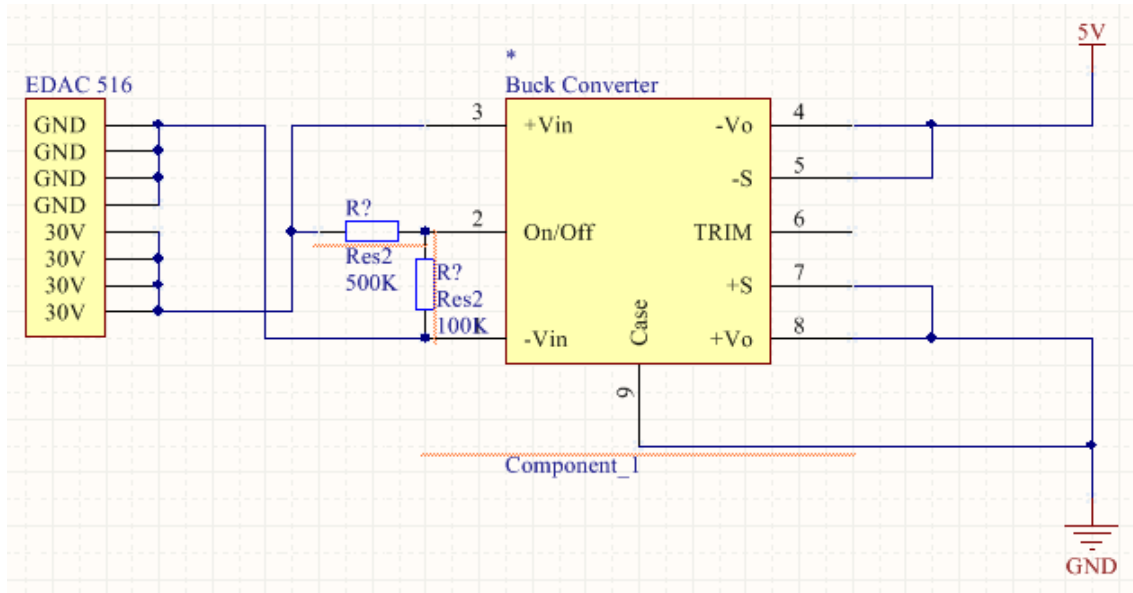 5V
*
EDAC 516
Buck Converter
GND
GND
GND
GND
30V
30V
30V
30V
R?
Res2
500K
R?
Res2
100K
3
+Vin
2
On/Off
-Vin
Case
9
-Vo
4
-S
5
TRIM
6
+S
7
+Vo
8
Component_1
GND